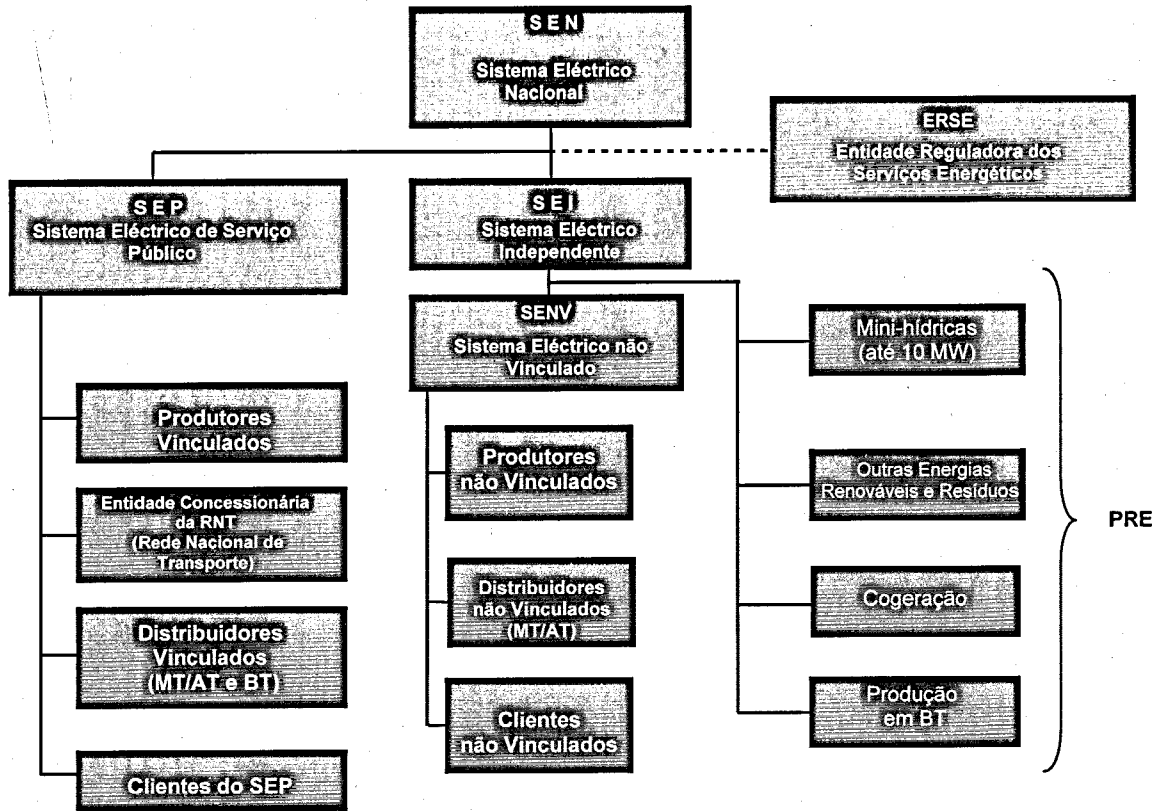 S E N
Sistema Eléctrico
Nacional
ERSE
Entidade Reguladora dos
Serviços Energéticos
S E P
Sistema Eléctrico de Serviço
Público
S E I
Sistema Eléctrico
Independente
SENV
Sistema Eléctrico não
Vinculado
Produtores
Vinculados
Entidade Concessionária
da RNT
(Rede Nacional de
Transporte)
Distribuidores
Vinculados
(MT/AT e BT)
Clientes do SEP
Produtores
não Vinculados
Distribuidores
não Vinculados
(MT/AT)
Clientes
não Vinculados
Mini-hídricas
(até 10 MW)
Outras Energias
Renováveis e Resíduos
Cogeração
Produção
em BT
PRE